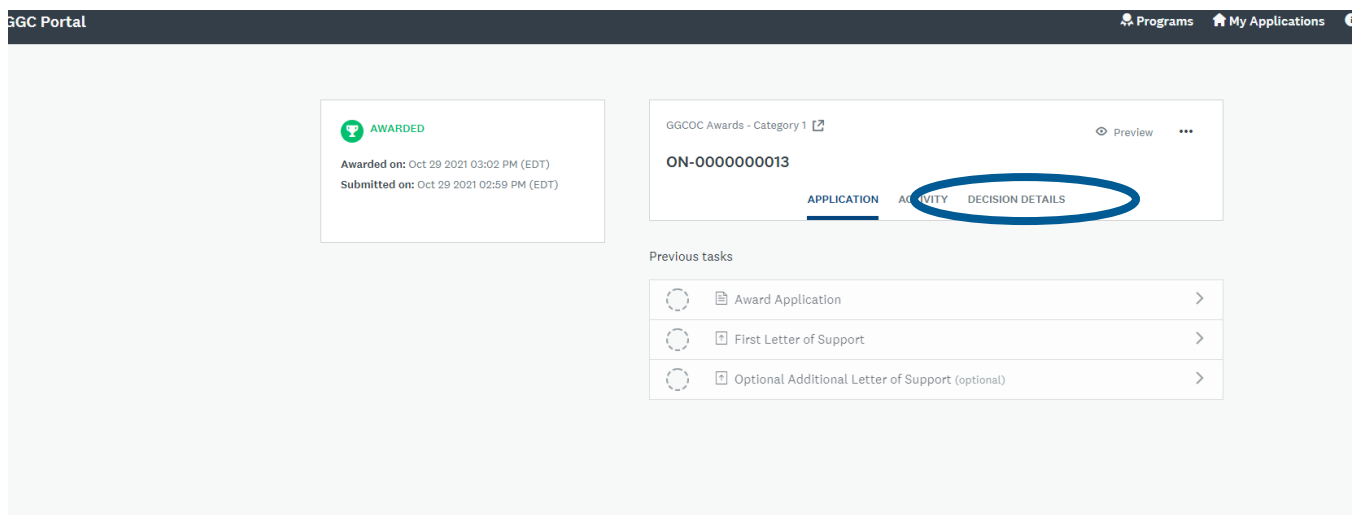 GGC Portal
Programs
My Applications
AWARDED
Awarded on: Oct 29 2021 03:02 PM (EDT)
Submitted on: Oct 29 2021 02:59 PM (EDT)
GGCOC Awards - Category 1
Preview
ON-0000000013
APPLICATION ACTIVITY DECISION DETAILS
Previous tasks
Award Application
First Letter of Support
Optional Additional Letter of Support (optional)